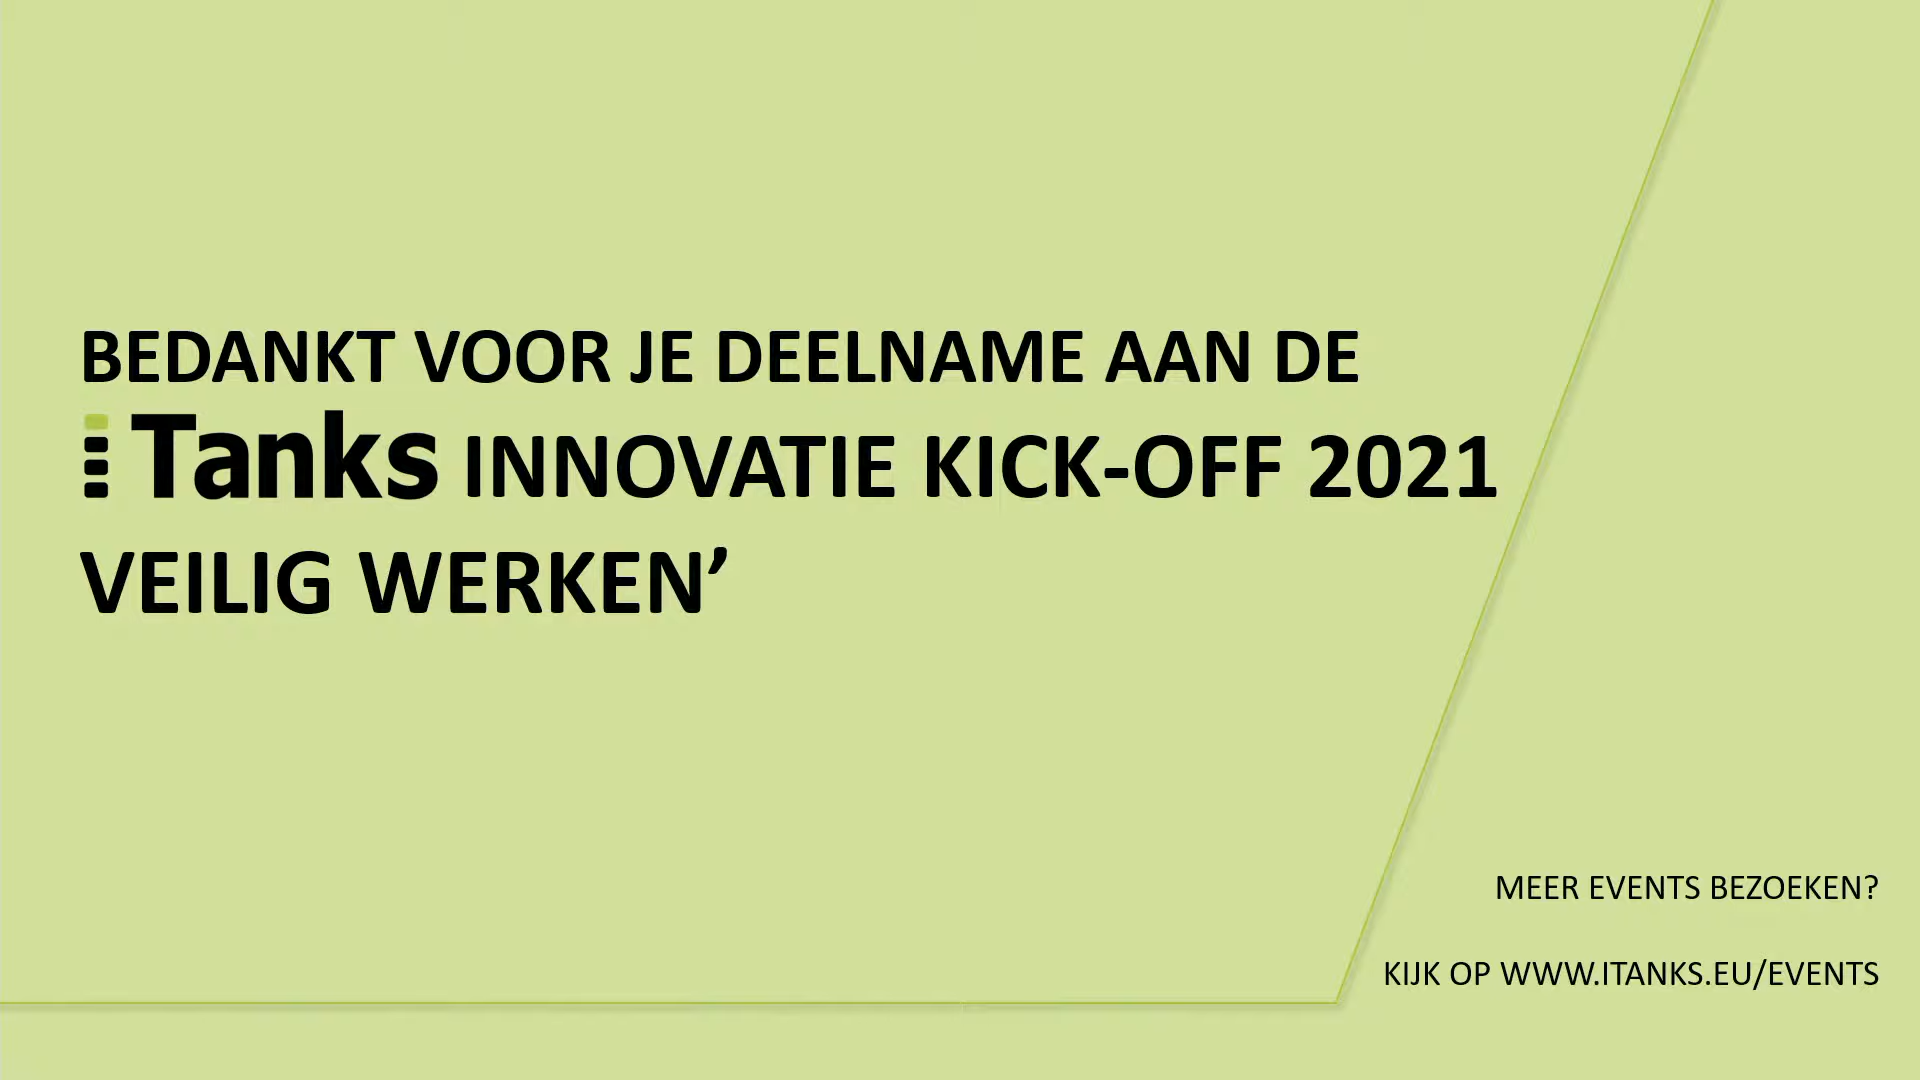 BEDANKT VOOR JE DEELNAME AAN DE
iTanks INNOVATIE KICK-OFF 2021
VEILIG WERKEN’
MEER EVENTS BEZOEKEN?
KIJK OP WWW.ITANKS.EU/EVENTS